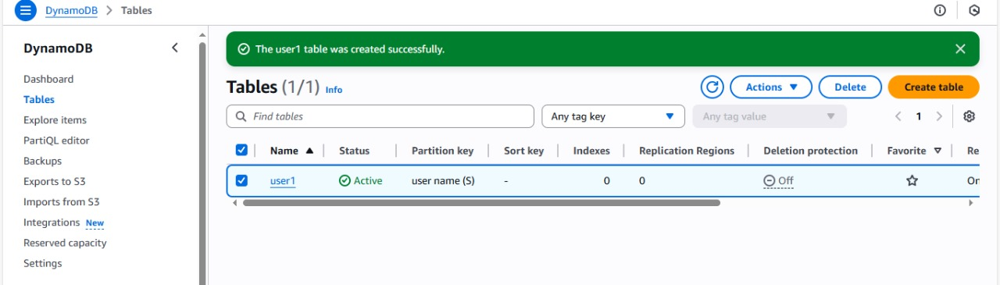 DynamoDB > Tables
DynamoDB
Dashboard
Tables
Explore items
PartiQL editor
Backups
Exports to S3
Imports from S3
Integrations New
Reserved capacity
Settings
The user1 table was created successfully.
Tables (1/1) Info
Actions
Delete
Create table
Find tables
Any tag key
Any tag value
1
Name Status Partition key Sort key Indexes Replication Regions Deletion protection Favorite Re
user1 Active user name (S) - 0 0 Off On